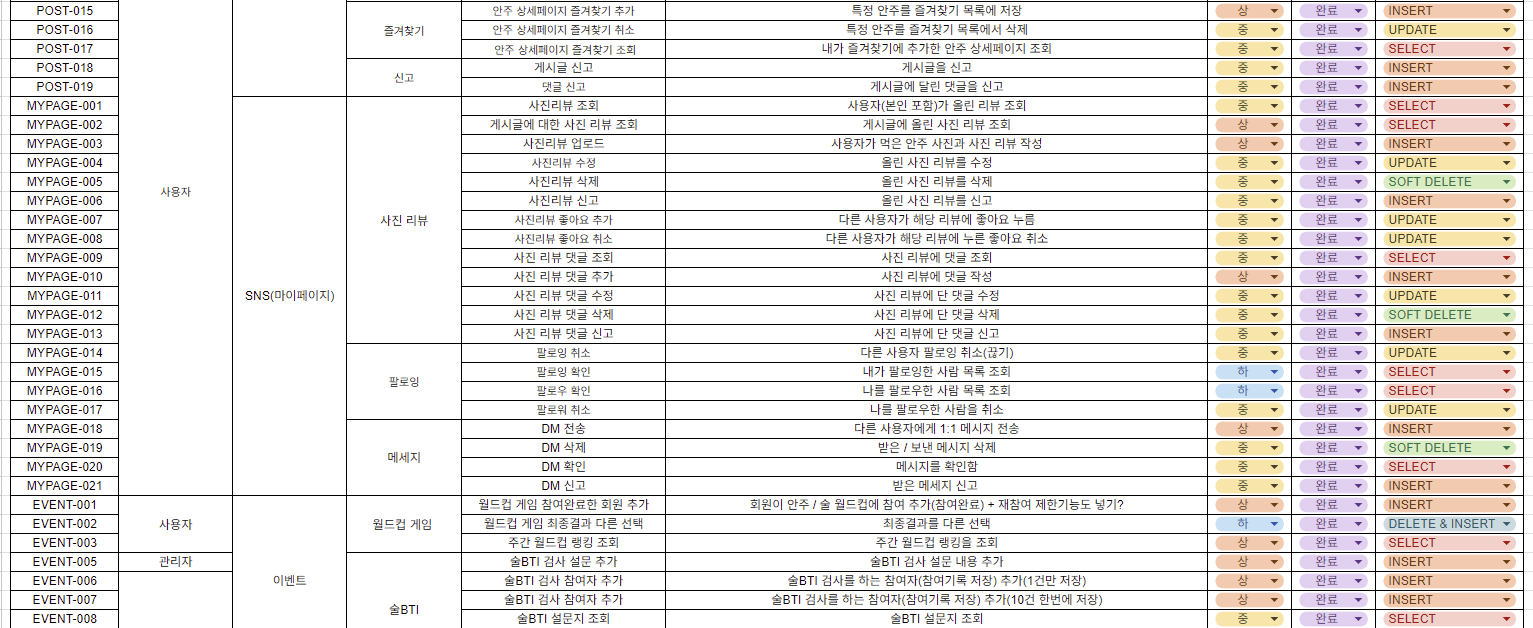 POST-015 안주 상세페이지 즐겨찾기 추가 특정 안주를 즐겨찾기 목록에 저장 상 완료 INSERT
POST-016 즐겨찾기 안주 상세페이지 즐겨찾기 취소 특정 안주를 즐겨찾기 목록에서 삭제 중 완료 UPDATE
POST-017 안주 상세페이지 즐겨찾기 조회 내가 즐겨찾기에 추가한 안주 상세페이지 조회 중 완료 SELECT
POST-018 신고 게시글 신고 게시글을 신고 중 완료 INSERT
POST-019 댓글 신고 게시글에 달린 댓글을 신고 중 완료 INSERT
MYPAGE-001 사진리뷰 조회 사용자(본인 포함)가 올린 리뷰 조회 중 완료 SELECT
MYPAGE-002 게시글에 대한 사진 리뷰 조회 게시글에 올린 사진 리뷰 조회 상 완료 SELECT
MYPAGE-003 사진리뷰 업로드 사용자가 먹은 안주 사진과 사진 리뷰 작성 상 완료 INSERT
MYPAGE-004 사진리뷰 수정 올린 사진 리뷰를 수정 중 완료 UPDATE
MYPAGE-005 사용자 사진리뷰 삭제 올린 사진 리뷰를 삭제 중 완료 SOFT DELETE
MYPAGE-006 사진리뷰 신고 올린 사진 리뷰를 신고 중 완료 INSERT
MYPAGE-007 사진 리뷰 사진리뷰 좋아요 추가 다른 사용자가 해당 리뷰에 좋아요 누름 중 완료 UPDATE
MYPAGE-008 사진리뷰 좋아요 취소 다른 사용자가 해당 리뷰에 누른 좋아요 취소 중 완료 UPDATE
MYPAGE-009 사진 리뷰 댓글 조회 사진 리뷰에 댓글 조회 중 완료 SELECT
MYPAGE-010 사진 리뷰 댓글 추가 사진 리뷰에 댓글 작성 상 완료 INSERT
MYPAGE-011 SNS(마이페이지) 사진 리뷰 댓글 수정 사진 리뷰에 단 댓글 수정 중 완료 UPDATE
MYPAGE-012 사진 리뷰 댓글 삭제 사진 리뷰에 단 댓글 삭제 중 완료 SOFT DELETE
MYPAGE-013 사진 리뷰 댓글 신고 사진 리뷰에 단 댓글 신고 중 완료 INSERT
MYPAGE-014 팔로잉 취소 다른 사용자 팔로잉 취소(끊기) 중 완료 UPDATE
MYPAGE-015 팔로잉 팔로잉 확인 내가 팔로잉한 사람 목록 조회 하 완료 SELECT
MYPAGE-016 팔로우 확인 나를 팔로우한 사람 목록 조회 하 완료 SELECT
MYPAGE-017 팔로워 취소 나를 팔로우한 사람을 취소 중 완료 UPDATE
MYPAGE-018 DM 전송 다른 사용자에게 1:1 메시지 전송 상 완료 INSERT
MYPAGE-019 메세지 DM 삭제 받은 / 보낸 메시지 삭제 중 완료 SOFT DELETE
MYPAGE-020 DM 확인 메시지를 확인함 중 완료 SELECT
MYPAGE-021 DM 신고 받은 메세지 신고 중 완료 INSERT
EVENT-001 월드컵 게임 참여완료한 회원 추가 회원이 안주 / 술 월드컵에 참여 추가(참여완료) + 재참여 제한기능도 넣기? 상 완료 INSERT
EVENT-002 사용자 월드컵 게임 월드컵 게임 최종결과 다른 선택 최종결과를 다른 선택 하 완료 DELETE & INSERT
EVENT-003 주간 월드컵 랭킹 조회 주간 월드컵 랭킹을 조회 상 완료 SELECT
EVENT-005 관리자 술BTI 검사 설문 추가 술BTI 검사 설문 내용 추가 상 완료 INSERT
EVENT-006 이벤트 술BTI 검사 참여자 추가 술BTI 검사를 하는 참여자(참여기록 저장) 추가(1건만 저장) 상 완료 INSERT
EVENT-007 술BTI 술BTI 검사 참여자 추가 술BTI 검사를 하는 참여자(참여기록 저장) 추가(10건 한번에 저장) 상 완료 INSERT
EVENT-008 술BTI 설문지 조회 술BTI 설문지 조회 중 완료 SELECT